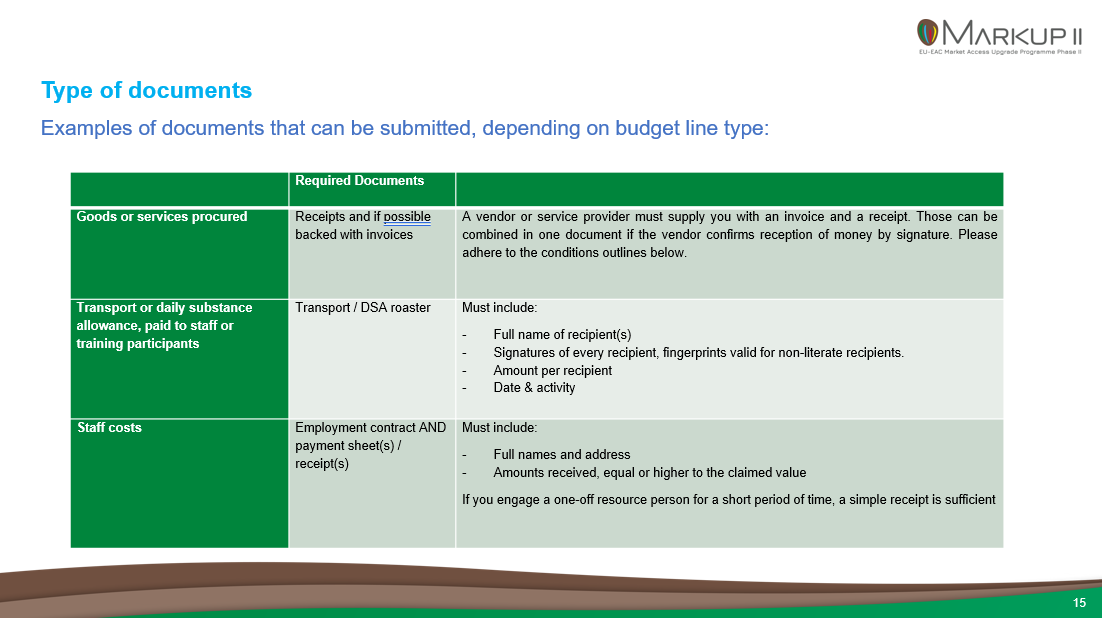 MARKUP II
EU-EAC Market Access Upgrade Programme Phase II
Type of documents
Examples of documents that can be submitted, depending on budget line type:
Required Documents
Goods or services procured
Receipts and if possible
backed with invoices
A vendor or service provider must supply you with an invoice and a receipt. Those can be
combined in one document if the vendor confirms reception of money by signature. Please
adhere to the conditions outlines below.
Transport or daily substance
allowance, paid to staff or
training participants
Transport / DSA roaster
Must include:
- Full name of recipient(s)
- Signatures of every recipient, fingerprints valid for non-literate recipients.
- Amount per recipient
- Date & activity
Staff costs
Employment contract AND
payment sheet(s) /
receipt(s)
Must include:
- Full names and address
- Amounts received, equal or higher to the claimed value
If you engage a one-off resource person for a short period of time, a simple receipt is sufficient
15